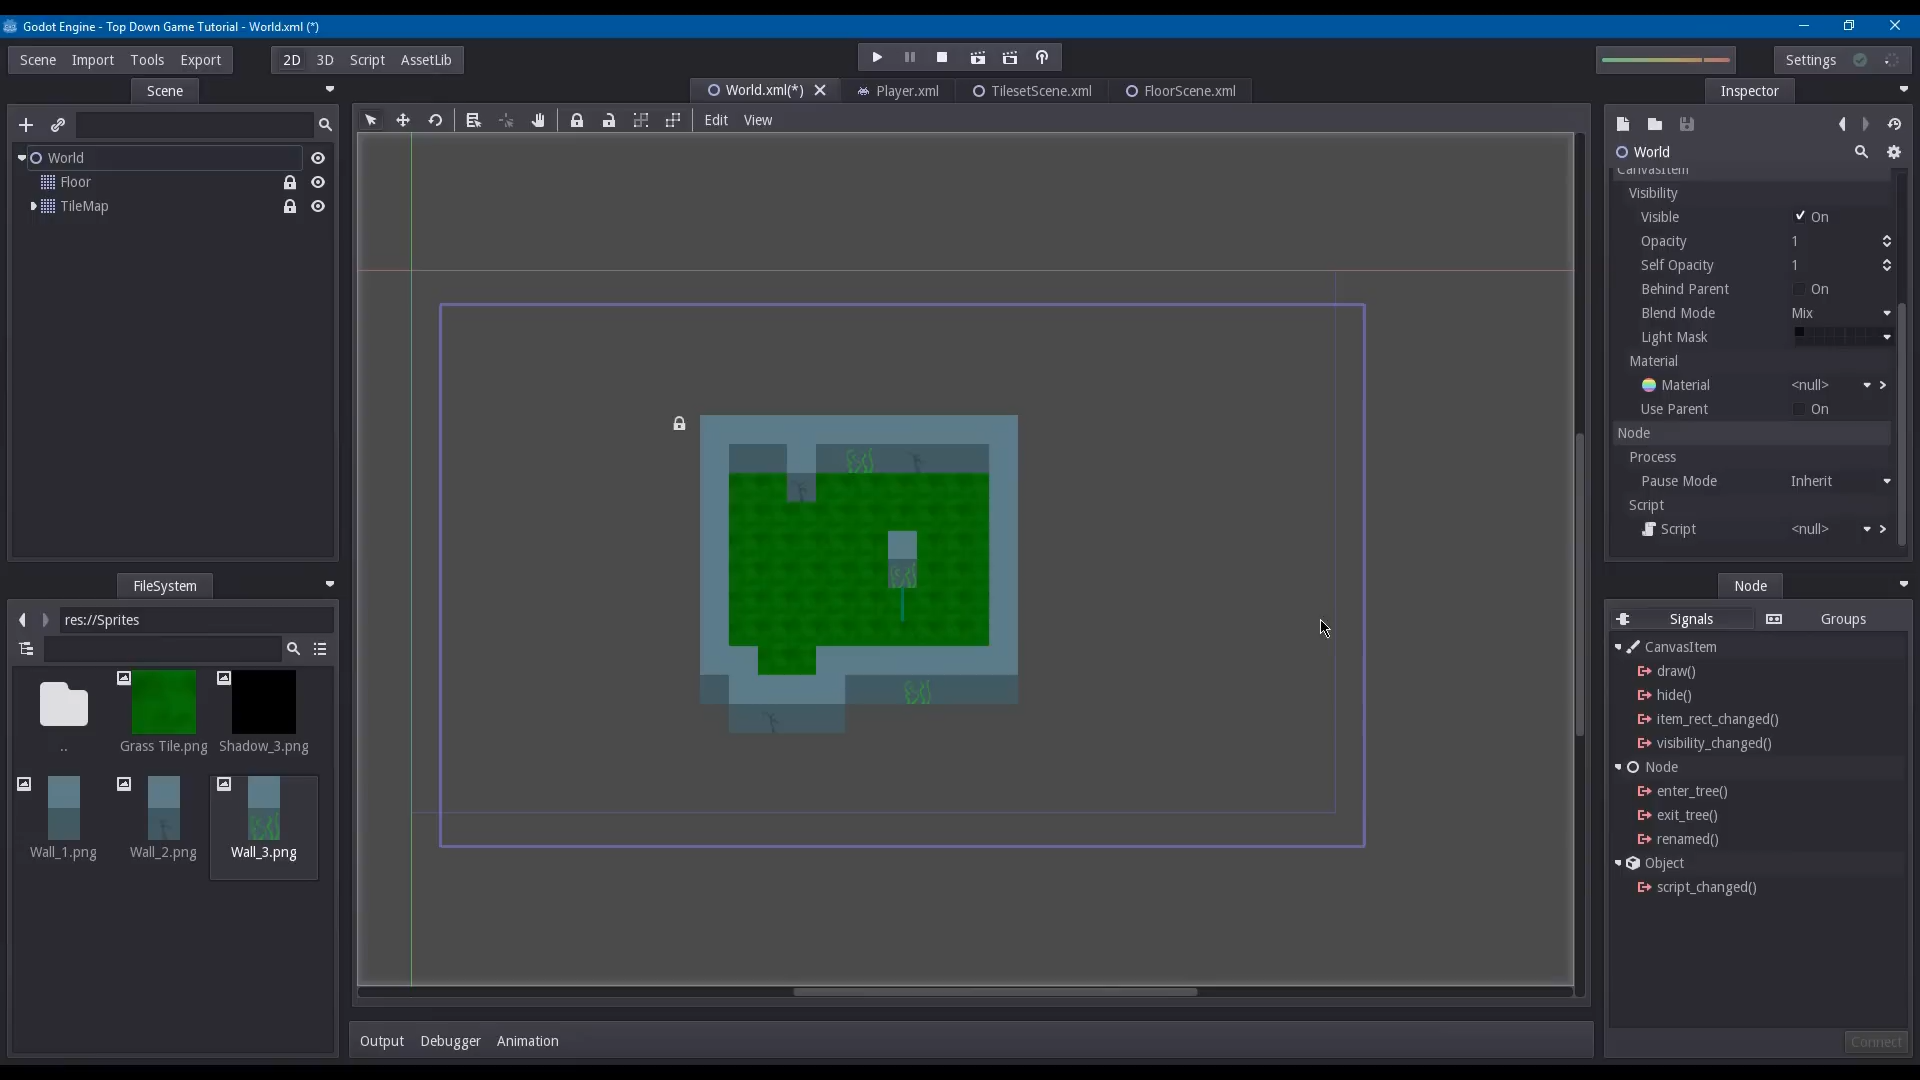 Godot Engine - Top Down Game Tutorial - World.xml (*)
Scene Import Tools Export
2D 3D Script AssetLib
Settings
Scene
World.xml(*)
Player.xml
TilesetScene.xml
FloorScene.xml
Inspector
Edit View
World
Floor
TileMap
World
CanvasItem
Visibility
Visible On
Opacity 1
Self Opacity 1
Behind Parent On
Blend Mode Mix
Light Mask
Material
Material <null>
Use Parent On
Node
Process
Pause Mode Inherit
Script
Script <null>
FileSystem
res://Sprites
..
Grass Tile.png
Shadow_3.png
Wall_1.png
Wall_2.png
Wall_3.png
Node
Signals Groups
CanvasItem
draw()
hide()
item_rect_changed()
visibility_changed()
Node
enter_tree()
exit_tree()
renamed()
Object
script_changed()
Connect
Output Debugger Animation